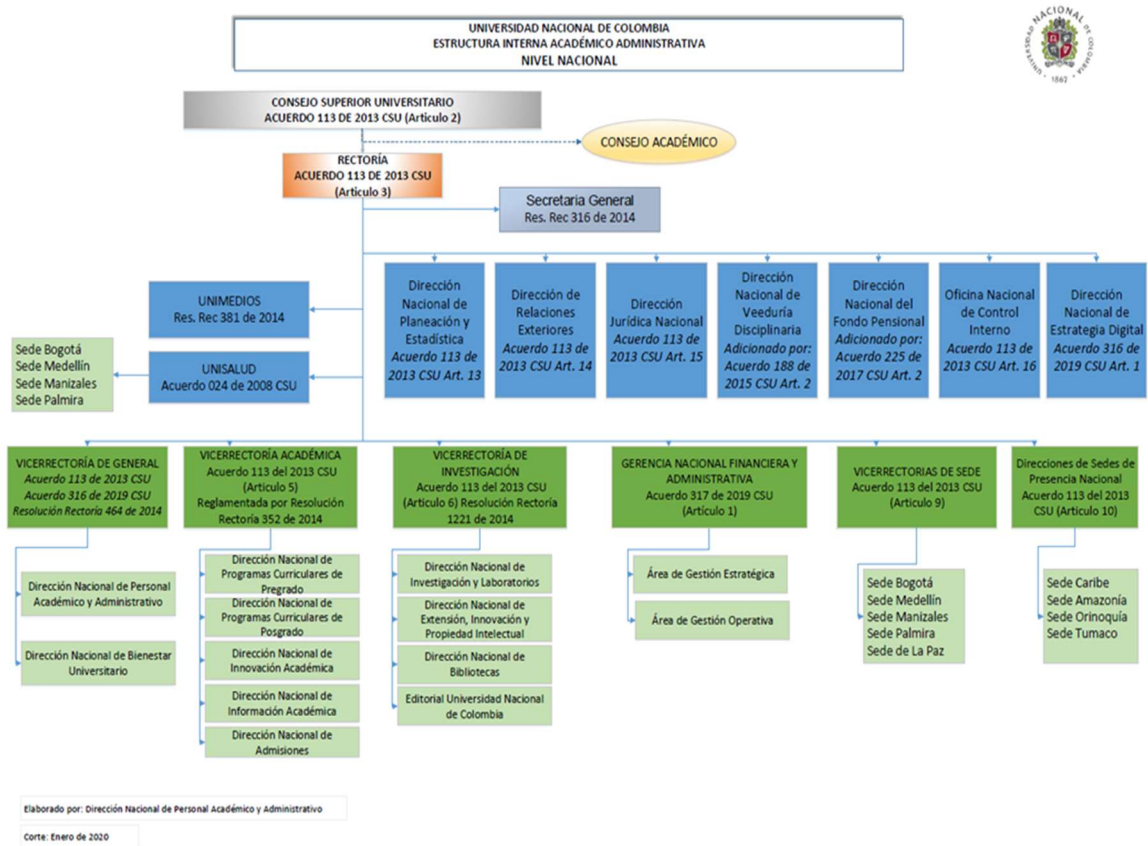 UNIVERSIDAD NACIONAL DE COLOMBIA
ESTRUCTURA INTERNA ACADÉMICO ADMINISTRATIVA
NIVEL NACIONAL
UNIVERSIDAD NACIONAL DE COLOMBIA
· 1867 ·
CONSEJO SUPERIOR UNIVERSITARIO
ACUERDO 113 DE 2013 CSU (Articulo 2)
CONSEJO ACADÉMICO
RECTORÍA
ACUERDO 113 DE 2013 CSU
(Articulo 3)
Secretaria General
Res. Rec 316 de 2014
UNIMEDIOS
Res. Rec 381 de 2014
UNISALUD
Acuerdo 024 de 2008 CSU
Sede Bogotá
Sede Medellín
Sede Manizales
Sede Palmira
Dirección
Nacional de
Planeación y
Estadística
Acuerdo 113 de
2013 CSU Art. 13
Dirección de
Relaciones
Exteriores
Acuerdo 113 de
2013 CSU Art. 14
Dirección
Jurídica Nacional
Acuerdo 113 de
2013 CSU Art. 15
Dirección
Nacional de
Veeduría
Disciplinaria
Adicionado por:
Acuerdo 188 de
2015 CSU Art. 2
Dirección
Nacional del
Fondo Pensional
Adicionado por:
Acuerdo 225 de
2017 CSU Art. 2
Oficina Nacional
de Control
Interno
Acuerdo 113 de
2013 CSU Art. 16
Dirección
Nacional de
Estrategia Digital
Acuerdo 316 de
2019 CSU Art. 1
VICERRECTORÍA DE GENERAL
Acuerdo 113 de 2013 CSU
Acuerdo 316 de 2019 CSU
Resolución Rectoría 464 de 2014
Dirección Nacional de Personal
Académico y Administrativo
Dirección Nacional de Bienestar
Universitario
VICERRECTORÍA ACADÉMICA
Acuerdo 113 del 2013 CSU
(Articulo 5)
Reglamentada por Resolución
Rectoría 352 de 2014
Dirección Nacional de
Programas Curriculares de
Pregrado
Dirección Nacional de
Programas Curriculares de
Posgrado
Dirección Nacional de
Innovación Académica
Dirección Nacional de
Información Académica
Dirección Nacional de
Admisiones
VICERRECTORÍA DE
INVESTIGACIÓN
Acuerdo 113 del 2013 CSU
(Articulo 6) Resolución Rectoría
1221 de 2014
Dirección Nacional de
Investigación y Laboratorios
Dirección Nacional de
Extensión, Innovación y
Propiedad Intelectual
Dirección Nacional de
Bibliotecas
Editorial Universidad Nacional
de Colombia
GERENCIA NACIONAL FINANCIERA Y
ADMINISTRATIVA
Acuerdo 317 de 2019 CSU
(Artículo 1)
Área de Gestión Estratégica
Área de Gestión Operativa
VICERRECTORIAS DE SEDE
Acuerdo 113 del 2013 CSU
(Articulo 9)
Sede Bogotá
Sede Medellín
Sede Manizales
Sede Palmira
Sede de La Paz
Direcciones de Sedes de
Presencia Nacional
Acuerdo 113 del 2013
CSU (Articulo 10)
Sede Caribe
Sede Amazonía
Sede Orinoquía
Sede Tumaco
Elaborado por: Dirección Nacional de Personal Académico y Administrativo
Corte: Enero de 2020